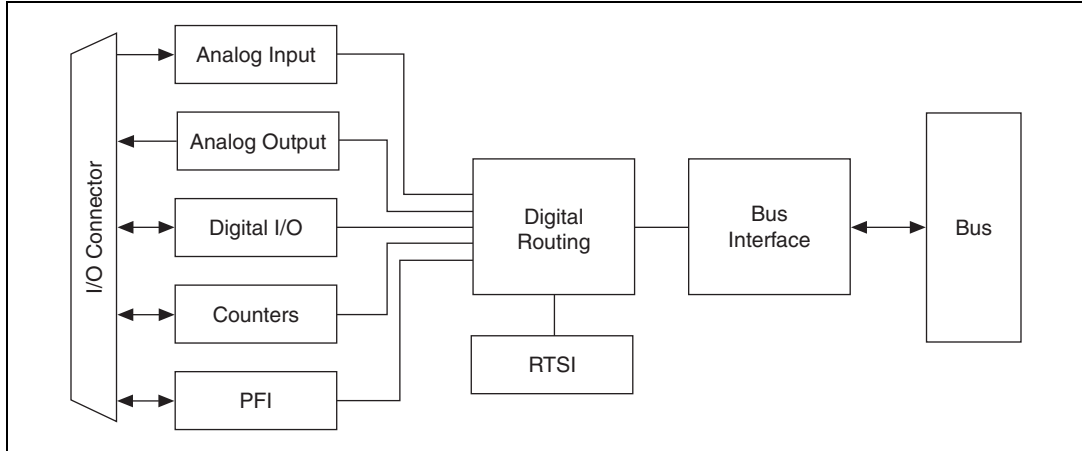 I/O Connector
Analog Input
Analog Output
Digital I/O
Counters
PFI
Digital
Routing
RTSI
Bus
Interface
Bus